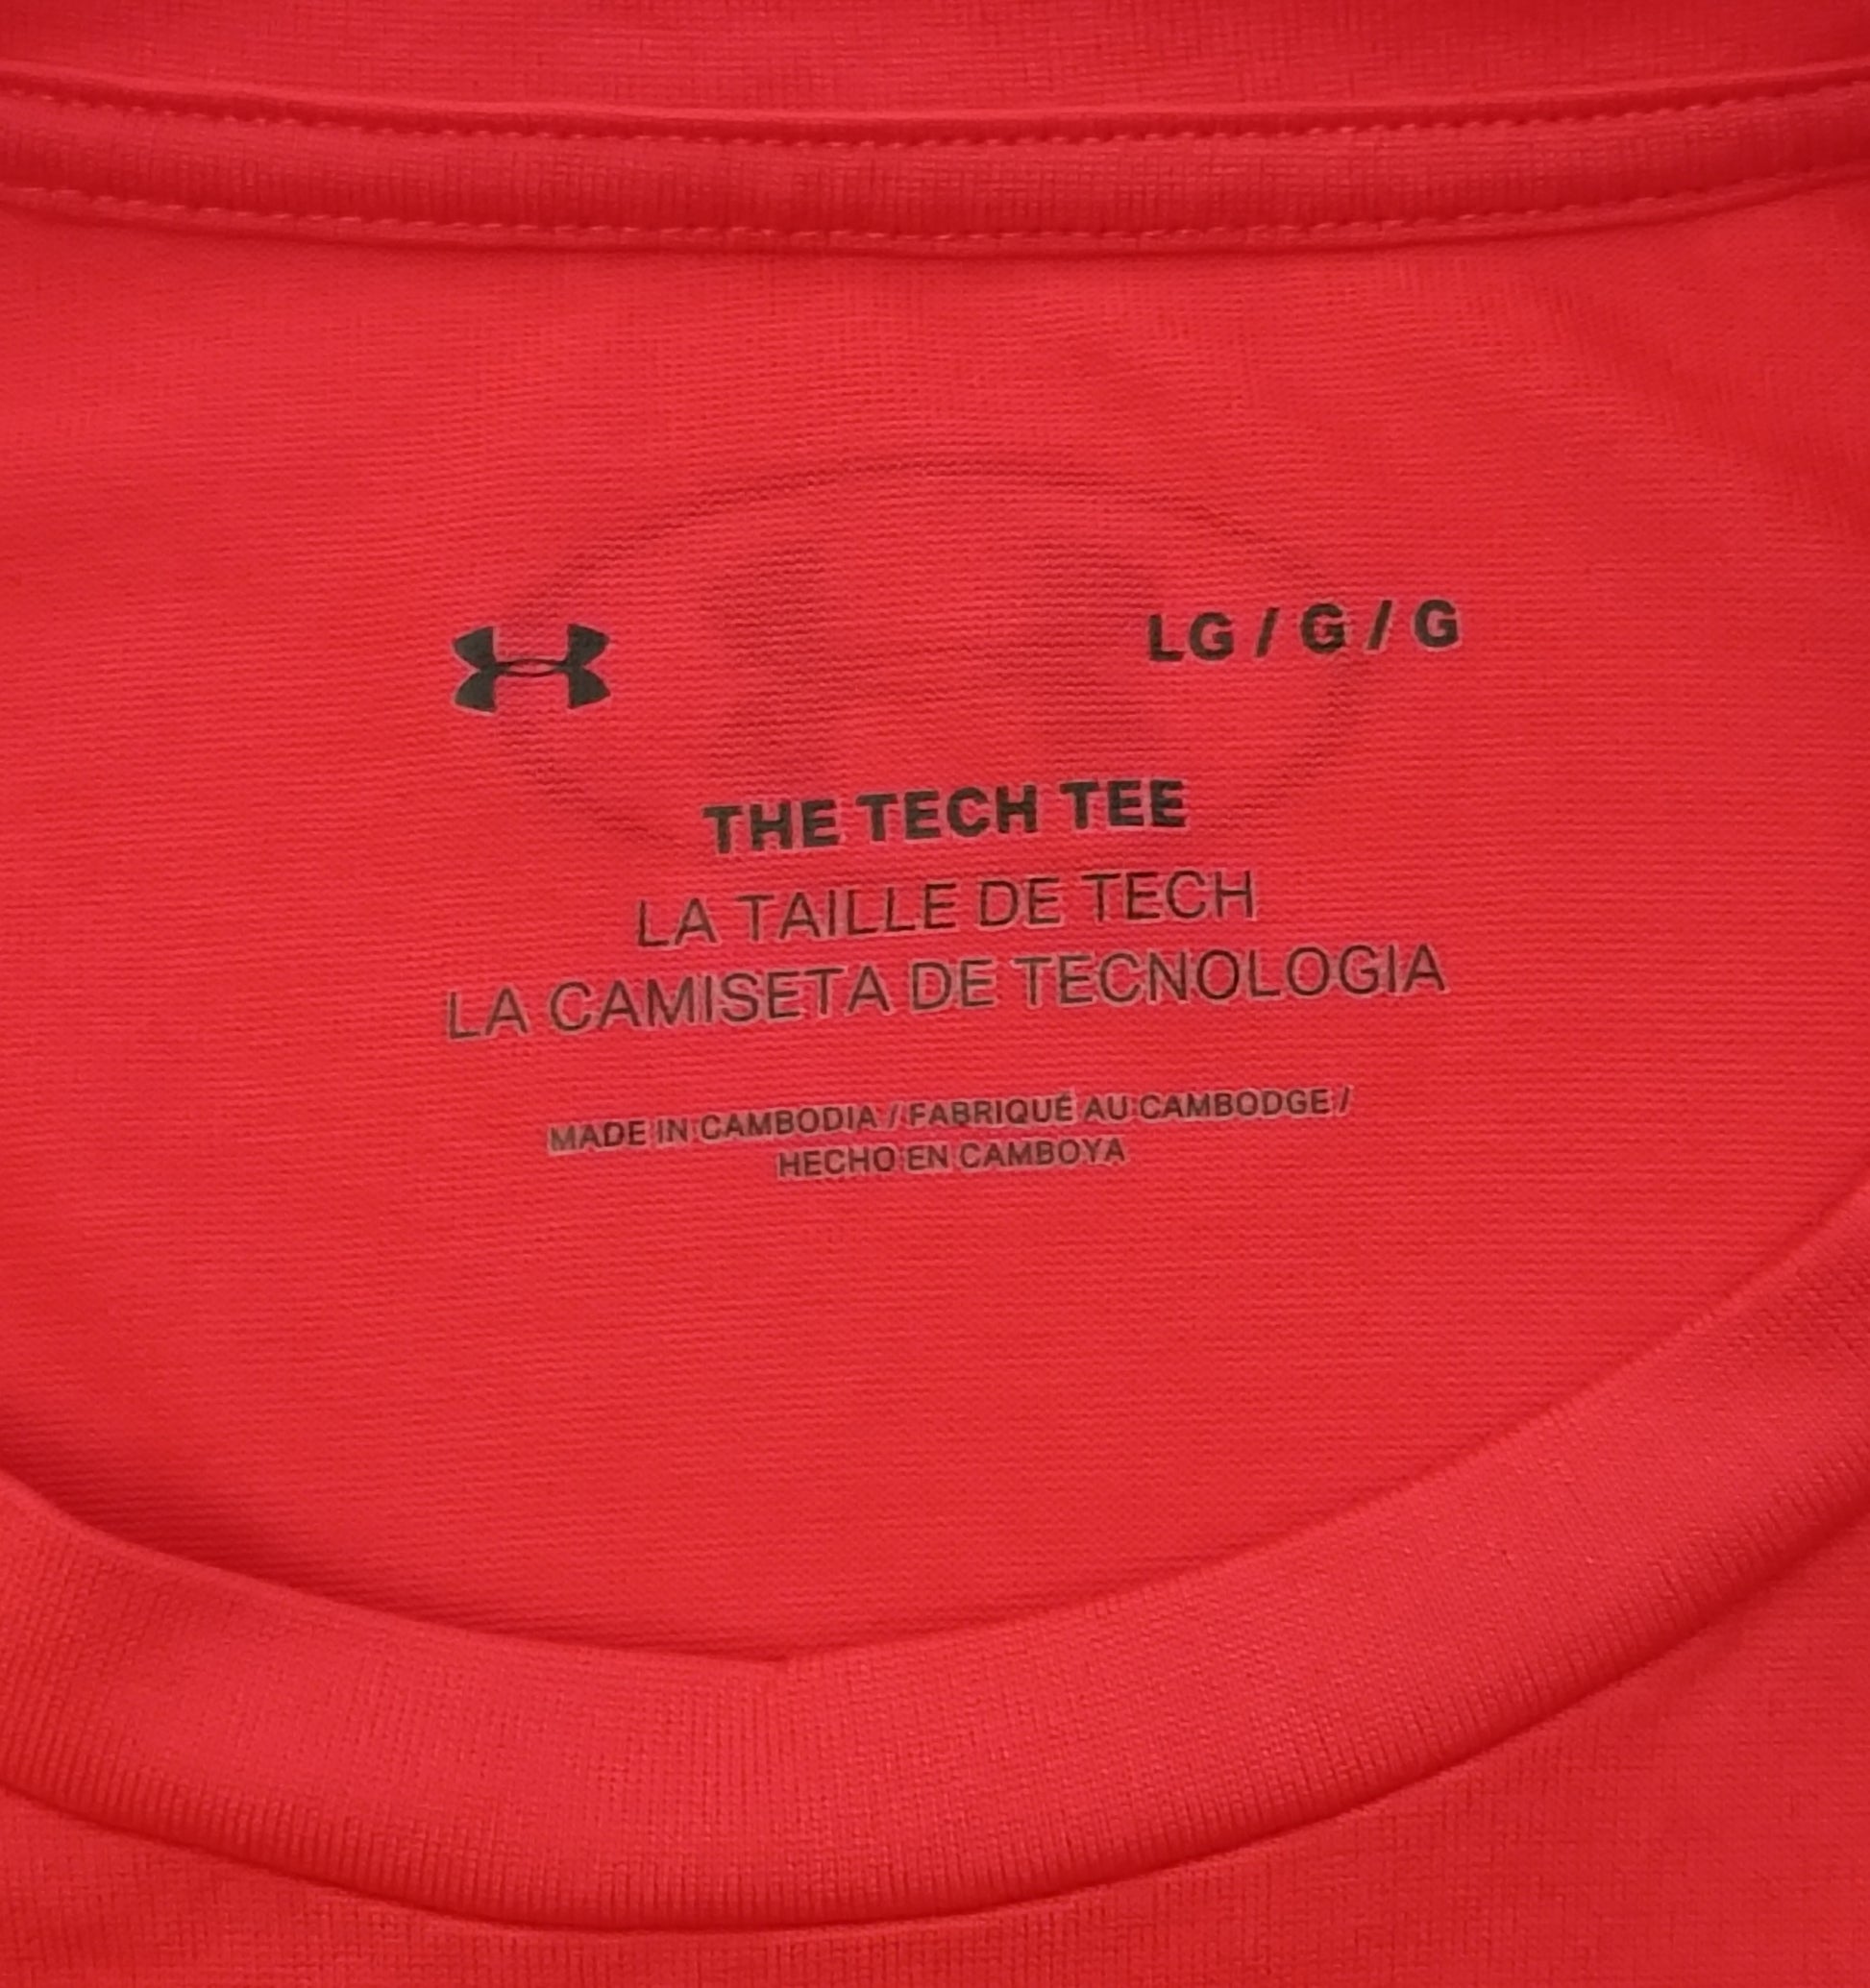 LG / G / G
THE TECH TEE
LA TAILLE DE TECH
LA CAMISETA DE TECNOLOGIA
MADE IN CAMBODIA / FABRIQUÉ AU CAMBODGE /
HECHO EN CAMBOYA